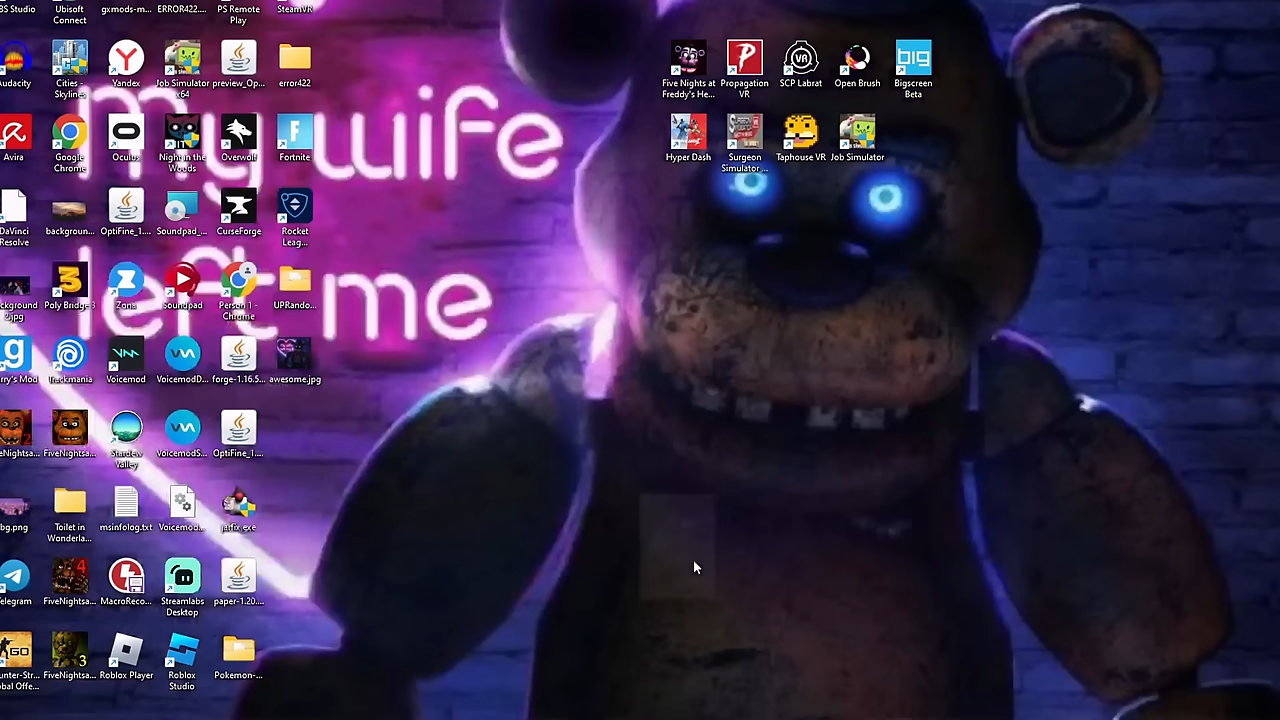 Ubisoft
Connect
gxmods-m...
ERROR422....
PS Remote
Play
SteamVR
Audacity
Cities -
Skylines
Yandex
Job Simulator
x64
preview_Op...
error422
Five Nights at
Freddy's He...
Propagation
VR
SCP Labrat
Open Brush
Bigscreen
Beta
my wife
left me
Avira
Google
Chrome
Oculus
Night in the
Woods
Overwolf
Fortnite
Hyper Dash
Surgeon
Simulator ...
Taphouse VR
Job Simulator
DaVinci
Resolve
backgroun...
OptiFine_1....
Soundpad_...
CurseForge
Rocket
Leag...
Poly Bridge 3
Zona
Soundpad
Person 1 -
Chrome
UPRando...
Trackmania
Voicemod
VoicemodD...
forge-1.16.5...
awesome.jpg
FiveNightsa...
Stardew
Valley
VoicemodS...
OptiFine_1....
bg.png
Toilet in
Wonderla...
msinfolog.txt
Voicemod...
jarfix.exe
FiveNightsa...
MacroReco...
Streamlabs
Desktop
paper-1.20....
FiveNightsa...
Roblox Player
Roblox
Studio
Pokemon-...